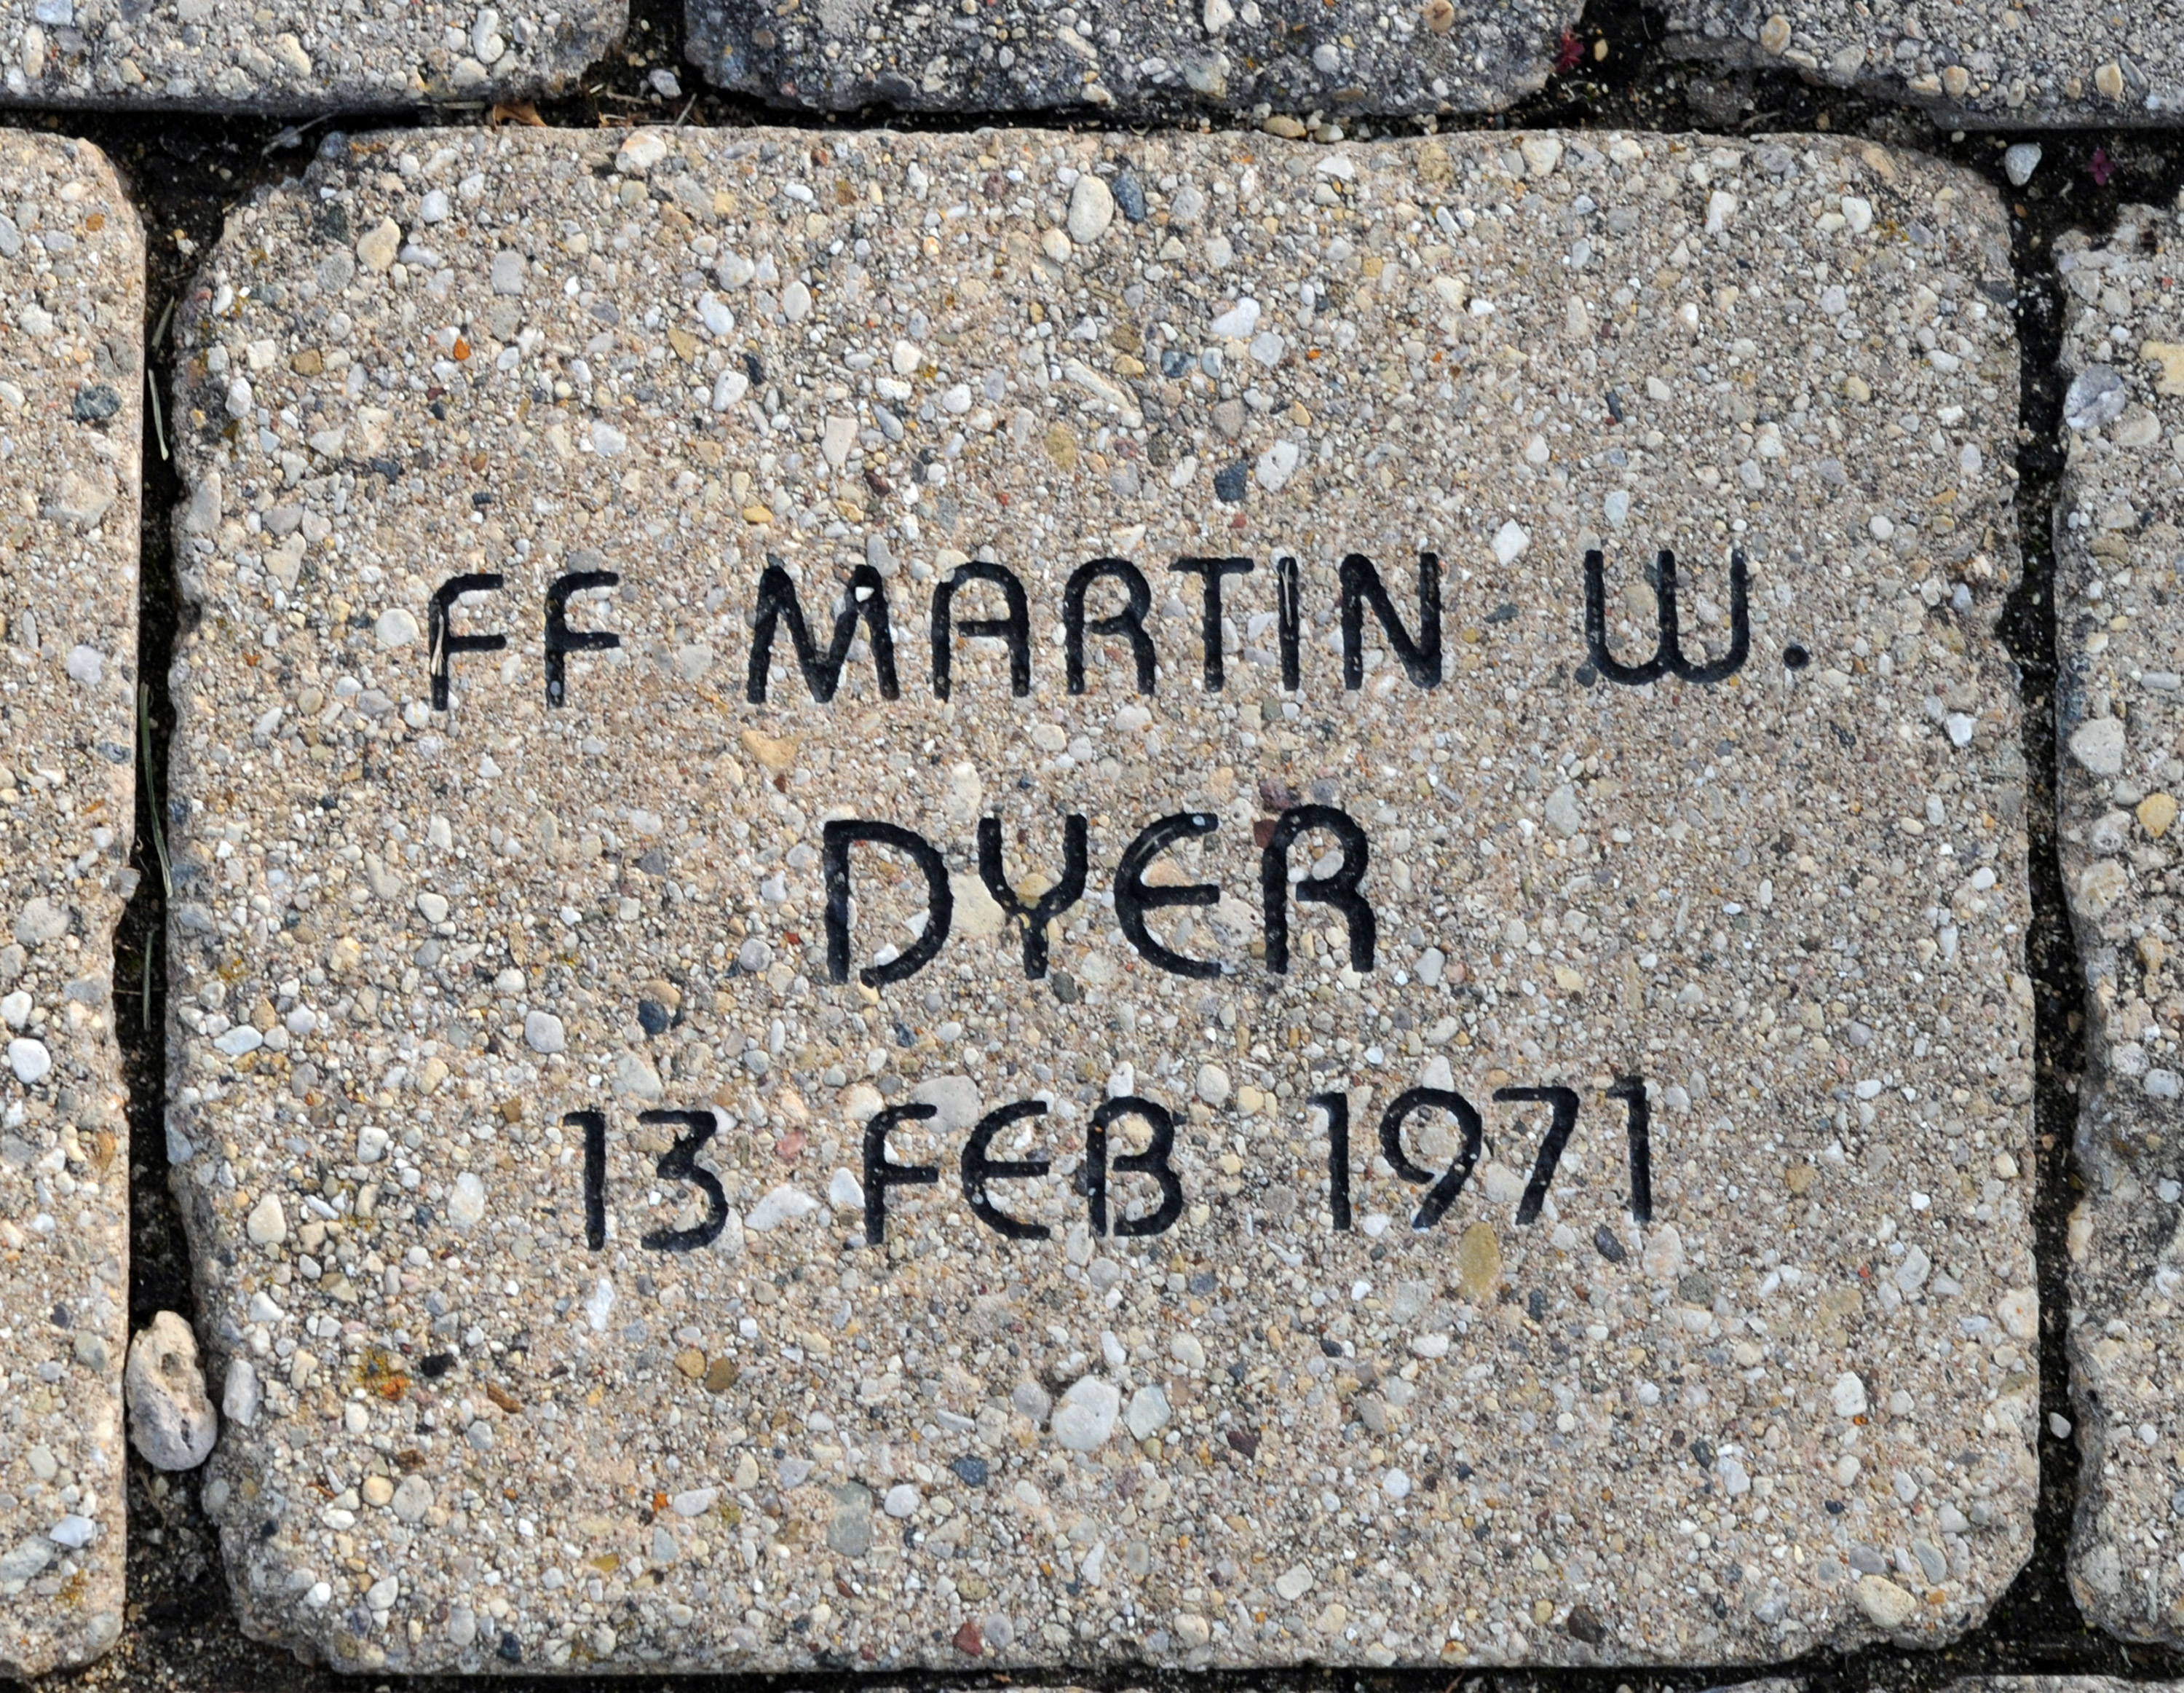 FF MARTIN W.
DYER
13 FEB 1971